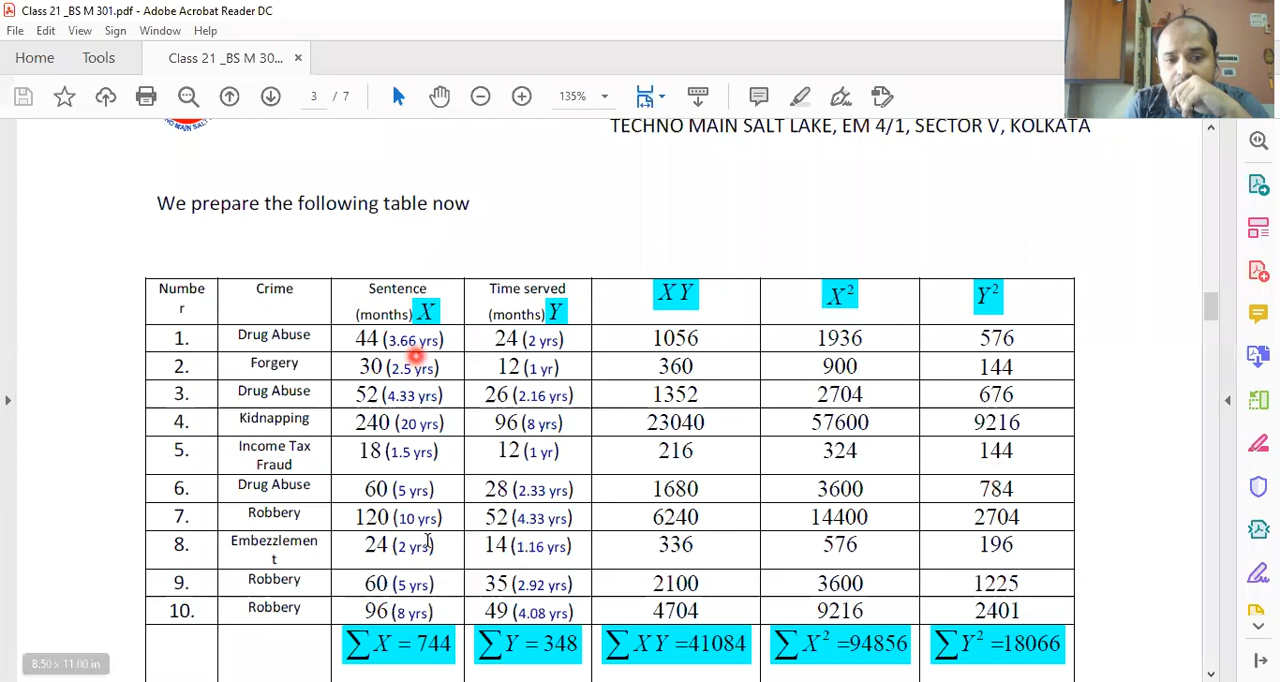 Class 21 _BS M 301.pdf - Adobe Acrobat Reader DC
File Edit View Sign Window Help
Home Tools Class 21 _BS M 30... ×
3 / 7 135%
TECHNO MAIN SALT LAKE, EM 4/1, SECTOR V, KOLKATA
We prepare the following table now
Numbe
r Crime Sentence
(months) X Time served
(months) Y XY X² Y²
1. Drug Abuse 44 (3.66 yrs) 24 (2 yrs) 1056 1936 576
2. Forgery 30 (2.5 yrs) 12 (1 yr) 360 900 144
3. Drug Abuse 52 (4.33 yrs) 26 (2.16 yrs) 1352 2704 676
4. Kidnapping 240 (20 yrs) 96 (8 yrs) 23040 57600 9216
5. Income Tax
Fraud 18 (1.5 yrs) 12 (1 yr) 216 324 144
6. Drug Abuse 60 (5 yrs) 28 (2.33 yrs) 1680 3600 784
7. Robbery 120 (10 yrs) 52 (4.33 yrs) 6240 14400 2704
8. Embezzlemen
t 24 (2 yrs) 14 (1.16 yrs) 336 576 196
9. Robbery 60 (5 yrs) 35 (2.92 yrs) 2100 3600 1225
10. Robbery 96 (8 yrs) 49 (4.08 yrs) 4704 9216 2401
∑ X = 744 ∑ Y = 348 ∑ XY =41084 ∑ X² =94856 ∑ Y² =18066
8.50 x 11.00 in